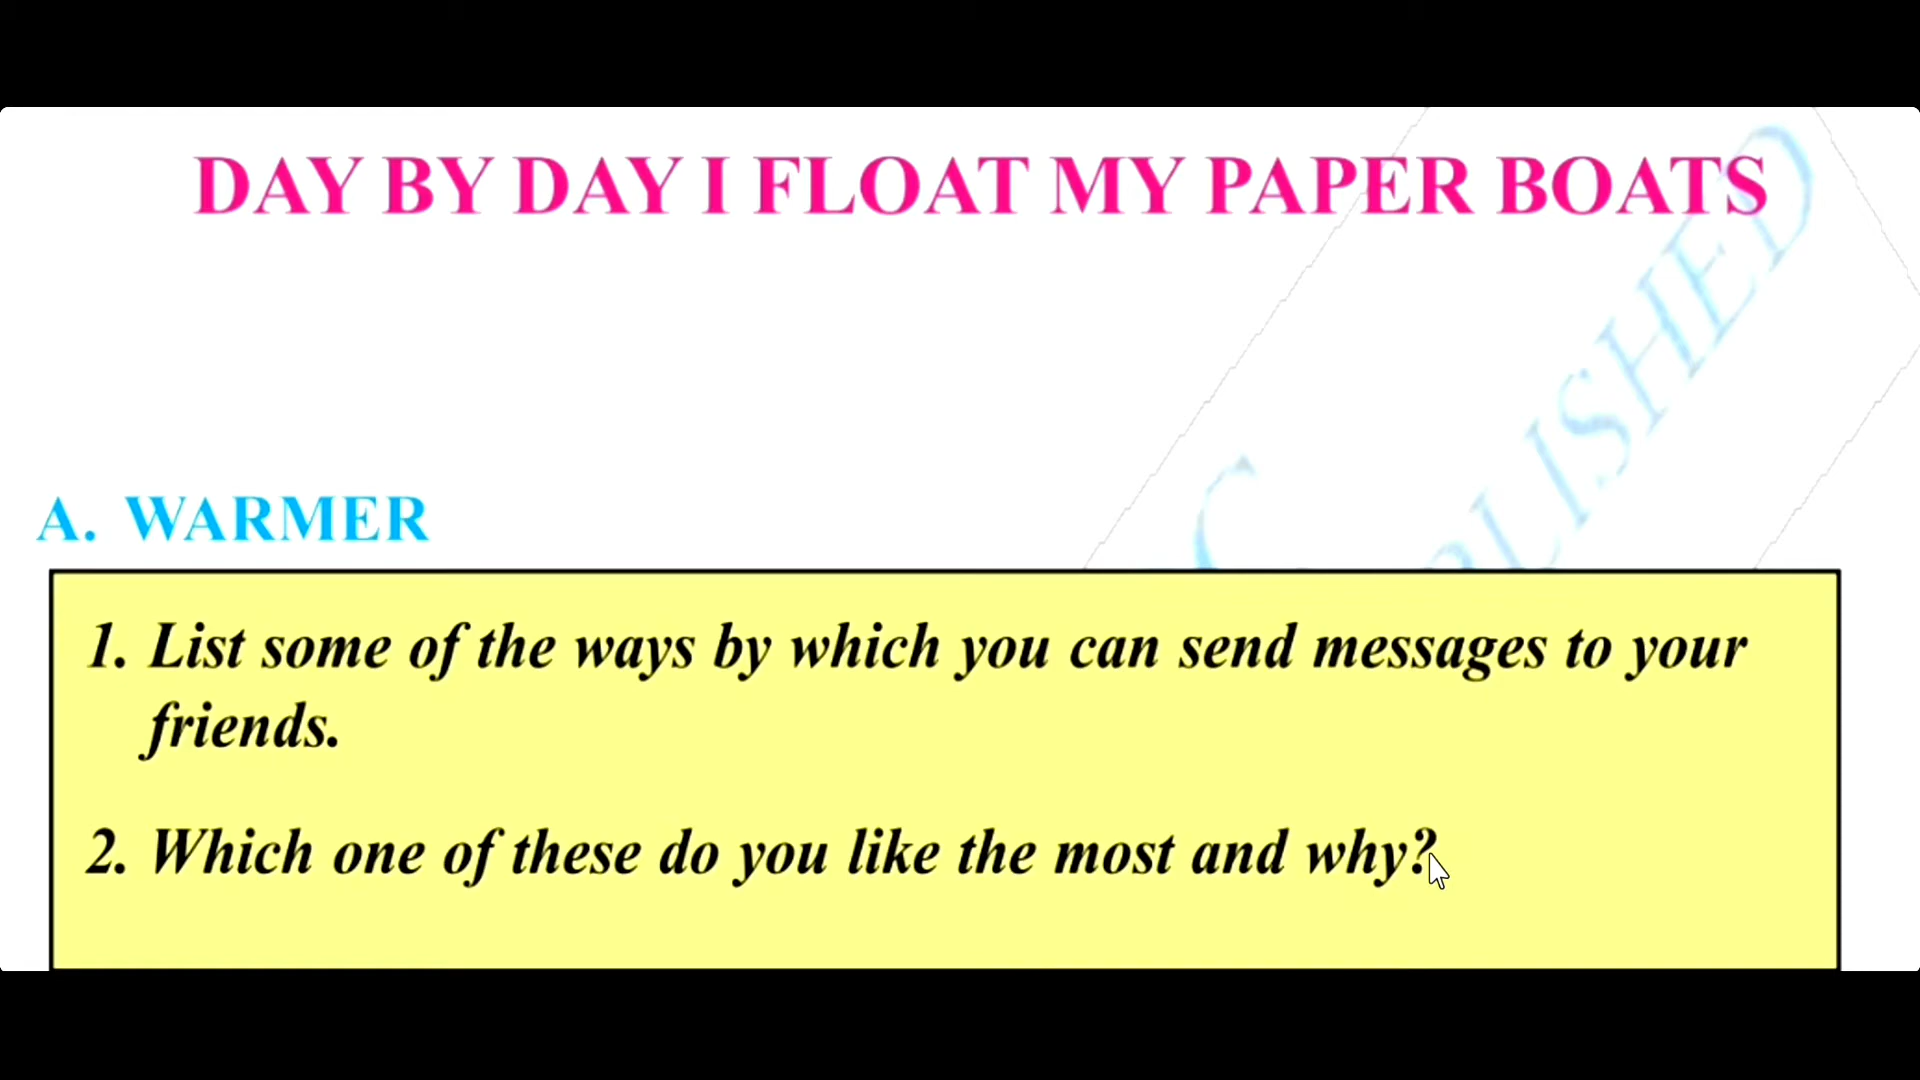 DAY BY DAY I FLOAT MY PAPER BOATS
A. WARMER
1. List some of the ways by which you can send messages to your
friends.
2. Which one of these do you like the most and why?